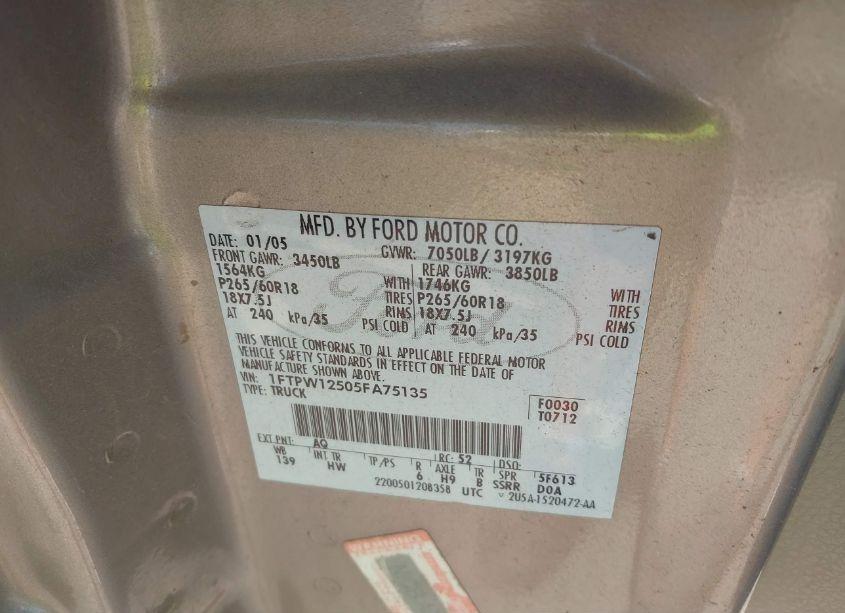 MFD. BY FORD MOTOR CO.
DATE: 01/05 GVWR: 7050LB/ 3197KG
FRONT GAWR: 3450LB REAR GAWR: 3850LB
1564KG WITH 1746KG WITH
P265/60R18 TIRES P265/60R18 TIRES
18X7.5J RIMS 18X7.5J RIMS
AT 240 kPa/35 PSI COLD AT 240 kPa/35 PSI COLD
THIS VEHICLE CONFORMS TO ALL APPLICABLE FEDERAL MOTOR
VEHICLE SAFETY STANDARDS IN EFFECT ON THE DATE OF
MANUFACTURE SHOWN ABOVE.
VIN: 1FTPW12505FA75135
TYPE: TRUCK
F0030
T0712
EXT PNT: AQ RC: 52 DSO:
WB INT TR TP/PS R AXLE TR SPR 5F613
139 HW 6 H9 B SSRR DOA
2200501208358 UTC 2U5A-1520472-AA
Ford